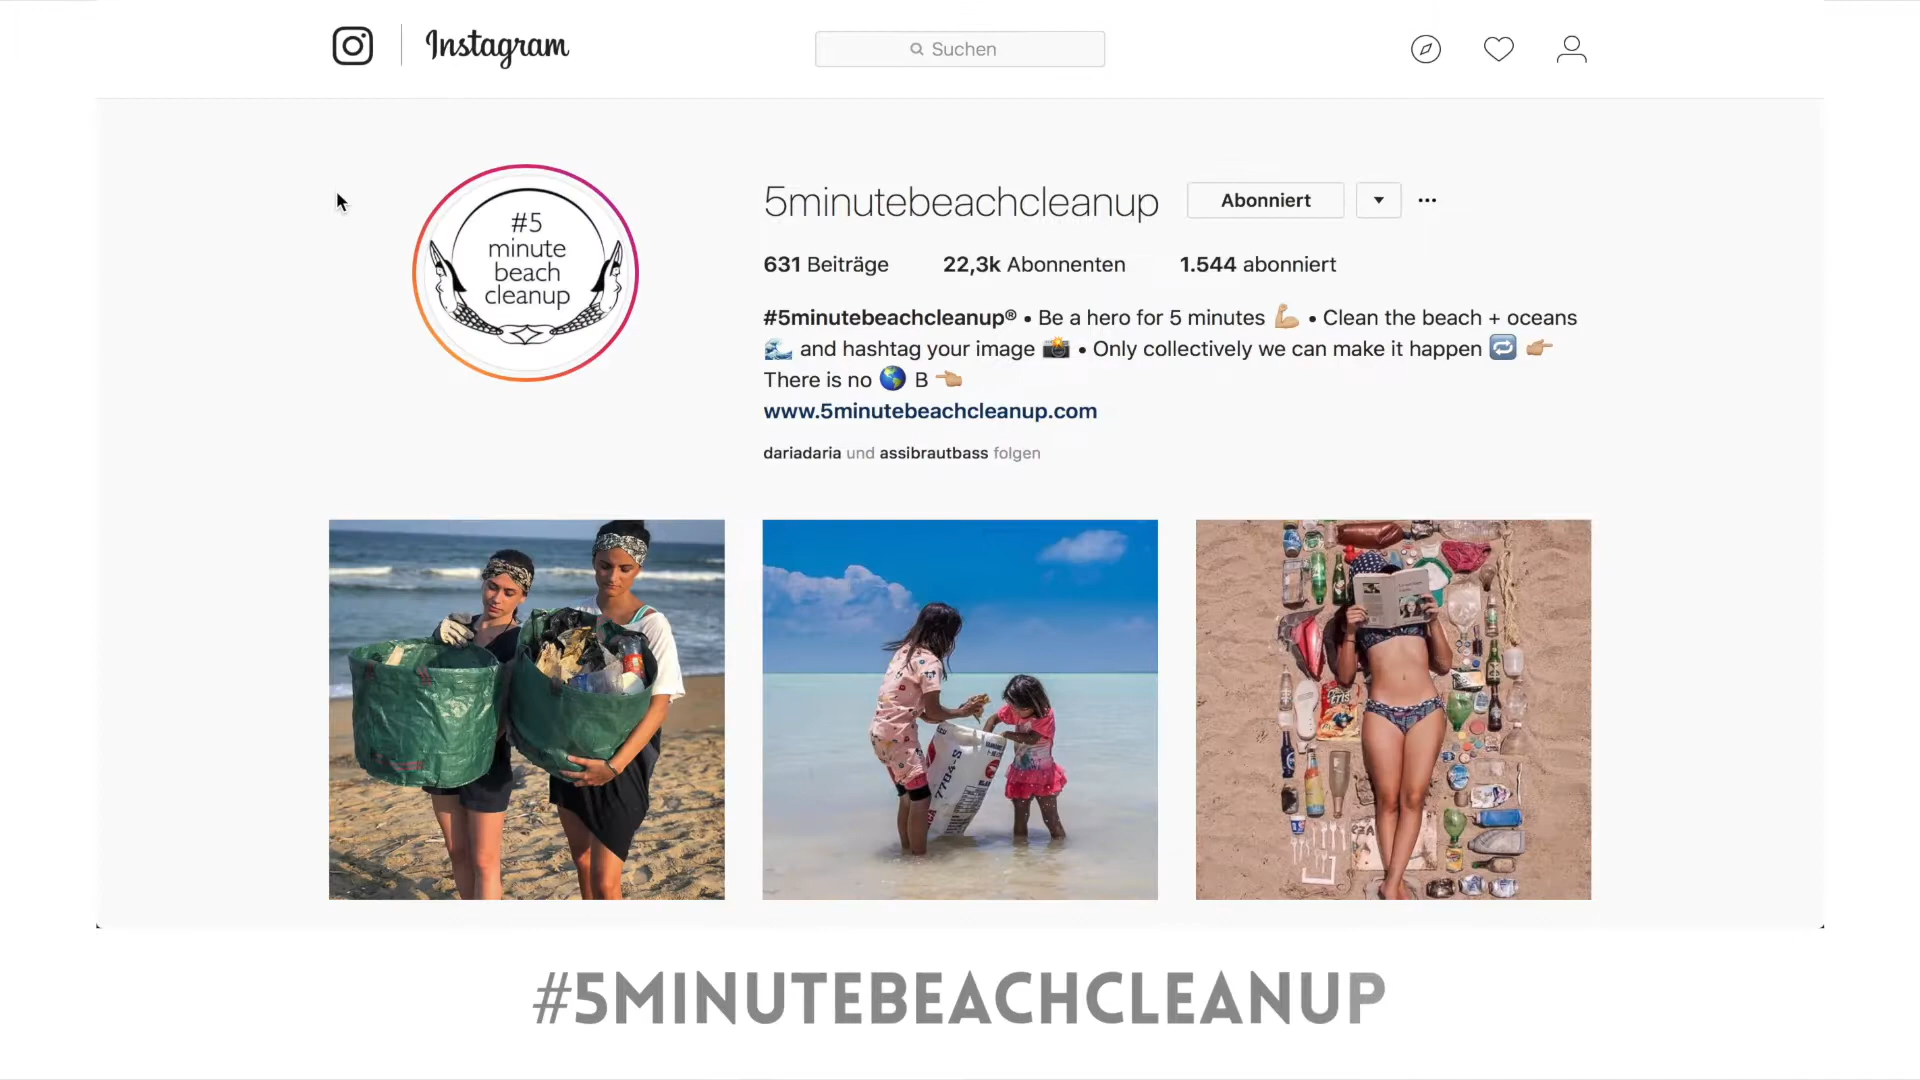 Instagram
Suchen
#5
minute
beach
cleanup
5minutebeachcleanup
Abonniert
631 Beiträge 22,3k Abonnenten 1.544 abonniert
#5minutebeachcleanup® • Be a hero for 5 minutes 💪🏼 • Clean the beach + oceans
🌊 and hashtag your image 📸 • Only collectively we can make it happen 🔁 👉🏼
There is no 🌎 B 👈🏼
www.5minutebeachcleanup.com
dariadaria und assibrautbass folgen
7704-S
#5MINUTEBEACHCLEANUP